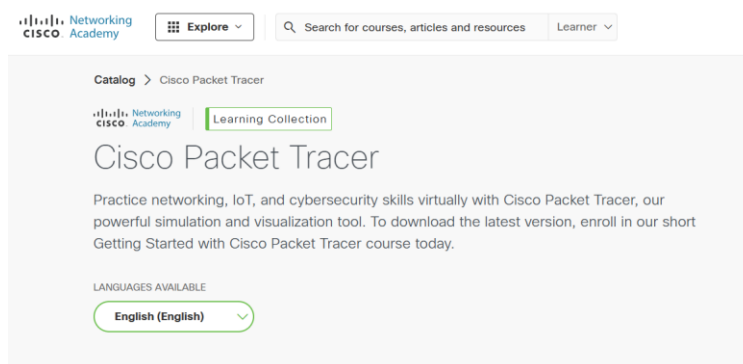 Networking
CISCO Academy
Explore
Search for courses, articles and resources
Learner
Catalog > Cisco Packet Tracer
Networking
CISCO Academy
Learning Collection
Cisco Packet Tracer
Practice networking, IoT, and cybersecurity skills virtually with Cisco Packet Tracer, our
powerful simulation and visualization tool. To download the latest version, enroll in our short
Getting Started with Cisco Packet Tracer course today.
LANGUAGES AVAILABLE
English (English)